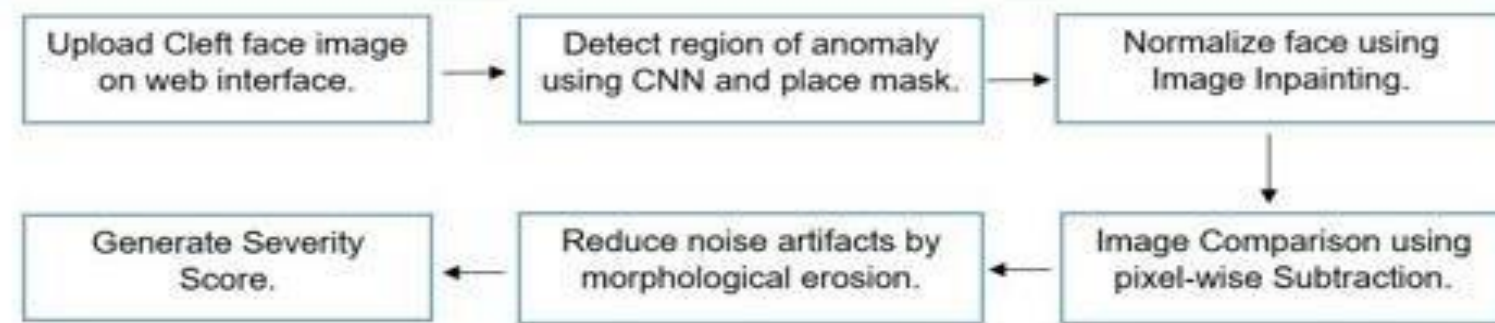 Upload Cleft face image
on web interface.
Detect region of anomaly
using CNN and place mask.
Normalize face using
Image Inpainting.
Image Comparison using
pixel-wise Subtraction.
Reduce noise artifacts by
morphological erosion.
Generate Severity
Score.